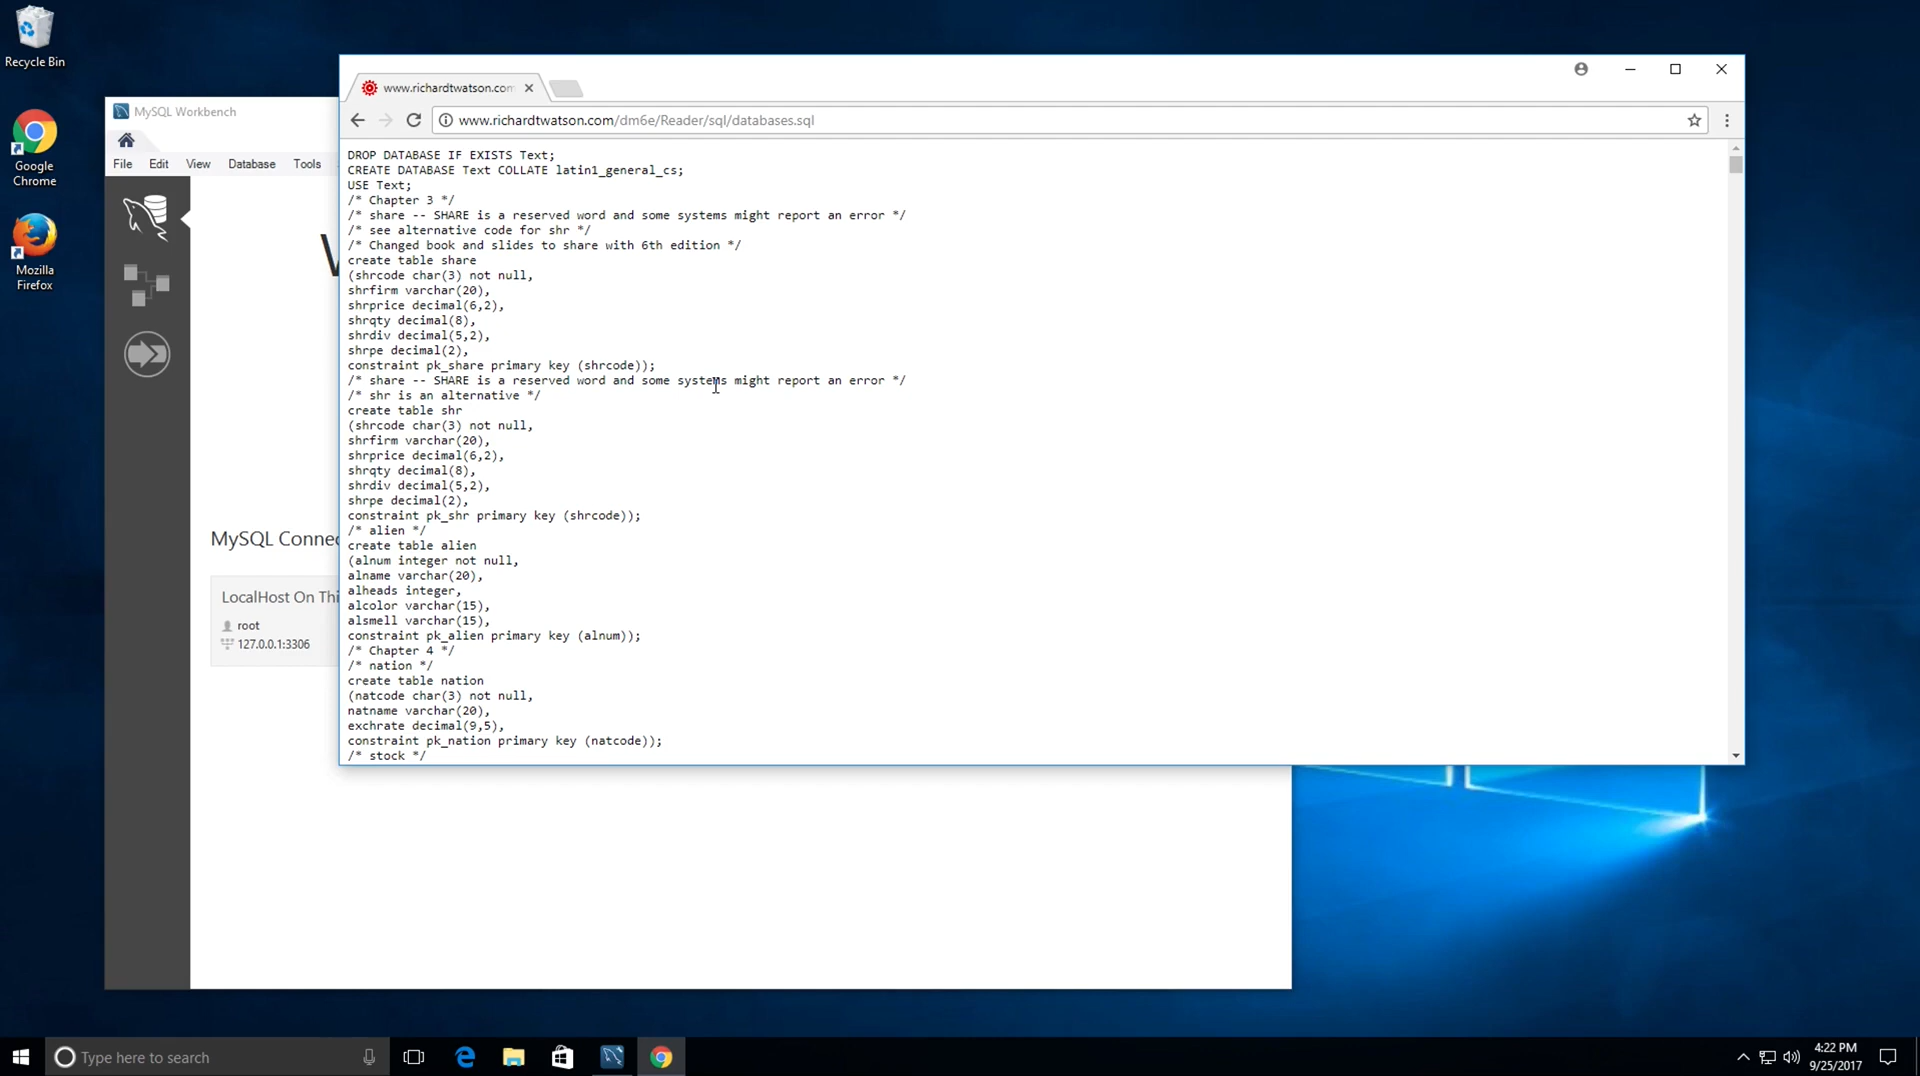 Recycle Bin
Google
Chrome
Mozilla
Firefox
MySQL Workbench
File Edit View Database Tools
MySQL Connec
LocalHost On Thi
root
127.0.0.1:3306
www.richardtwatson.com
www.richardtwatson.com/dm6e/Reader/sql/databases.sql
DROP DATABASE IF EXISTS Text;
CREATE DATABASE Text COLLATE latin1_general_cs;
USE Text;
/* Chapter 3 */
/* share -- SHARE is a reserved word and some systems might report an error */
/* see alternative code for shr */
/* Changed book and slides to share with 6th edition */
create table share
(shrcode char(3) not null,
shrfirm varchar(20),
shrprice decimal(6,2),
shrqty decimal(8),
shrdiv decimal(5,2),
shrpe decimal(2),
constraint pk_share primary key (shrcode));
/* share -- SHARE is a reserved word and some systems might report an error */
/* shr is an alternative */
create table shr
(shrcode char(3) not null,
shrfirm varchar(20),
shrprice decimal(6,2),
shrqty decimal(8),
shrdiv decimal(5,2),
shrpe decimal(2),
constraint pk_shr primary key (shrcode));
/* alien */
create table alien
(alnum integer not null,
alname varchar(20),
alheads integer,
alcolor varchar(15),
alsmell varchar(15),
constraint pk_alien primary key (alnum));
/* Chapter 4 */
/* nation */
create table nation
(natcode char(3) not null,
natname varchar(20),
exchrate decimal(9,5),
constraint pk_nation primary key (natcode));
/* stock */
Type here to search
4:22 PM
9/25/2017